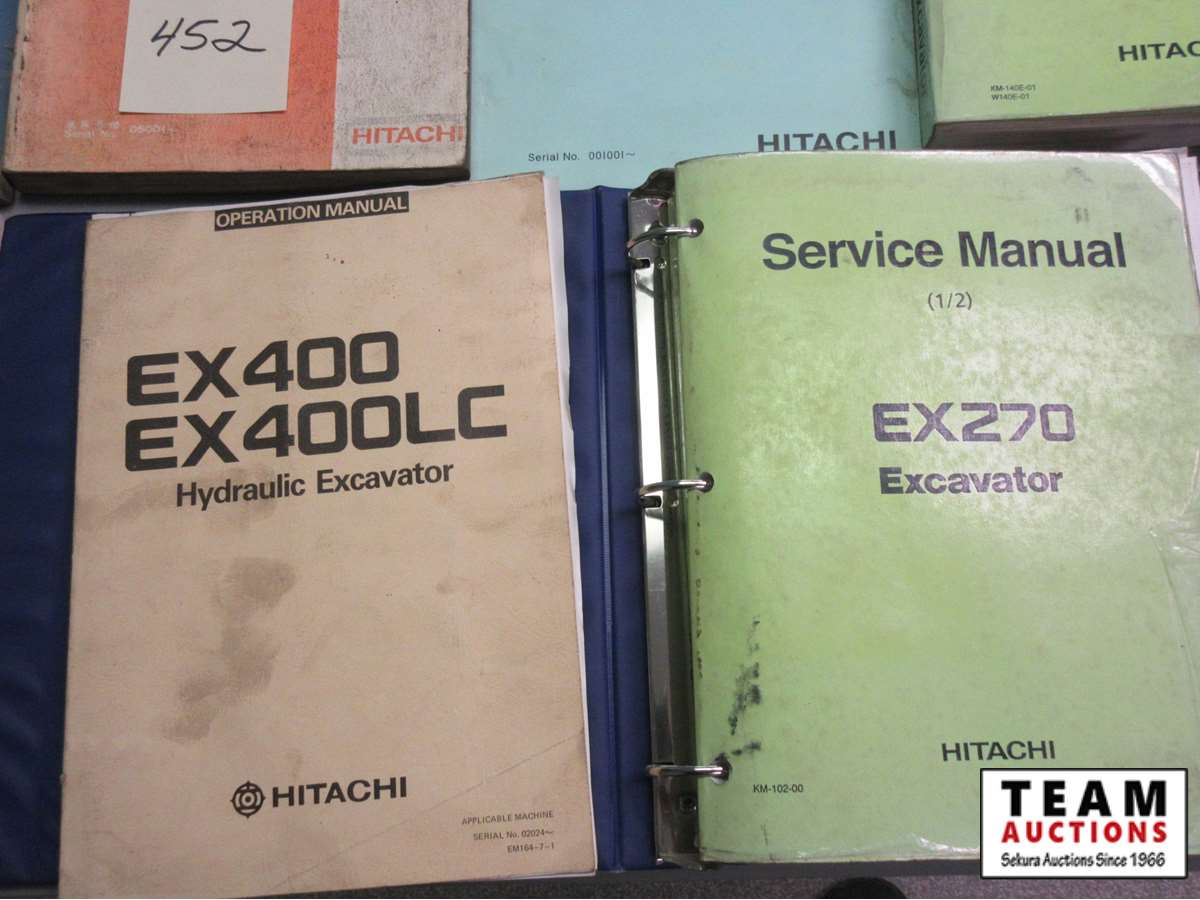 452
Serial No. 05001~
HITACHI
Serial No. 001001~
HITACHI
HITAC
KM-140E-01
W140E-01
OPERATION MANUAL
EX400
EX400LC
Hydraulic Excavator
HITACHI
APPLICABLE MACHINE
SERIAL No. 02024~
EM164-7-1
Service Manual
(1/2)
EX270
Excavator
HITACHI
KM-102-00
TEAM
AUCTIONS
Sekura Auctions Since 1966